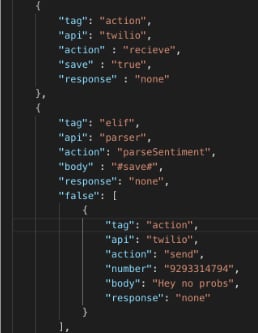 {
"tag": "action",
"api": "twilio",
"action" : "recieve",
"save" : "true",
"response" : "none"
},
{
"tag": "elif",
"api": "parser",
"action": "parseSentiment",
"body" : "#save#",
"response": "none",
"false": [
{
"tag": "action",
"api": "twilio",
"action": "send",
"number": "9293314794",
"body": "Hey no probs",
"response": "none"
}
],